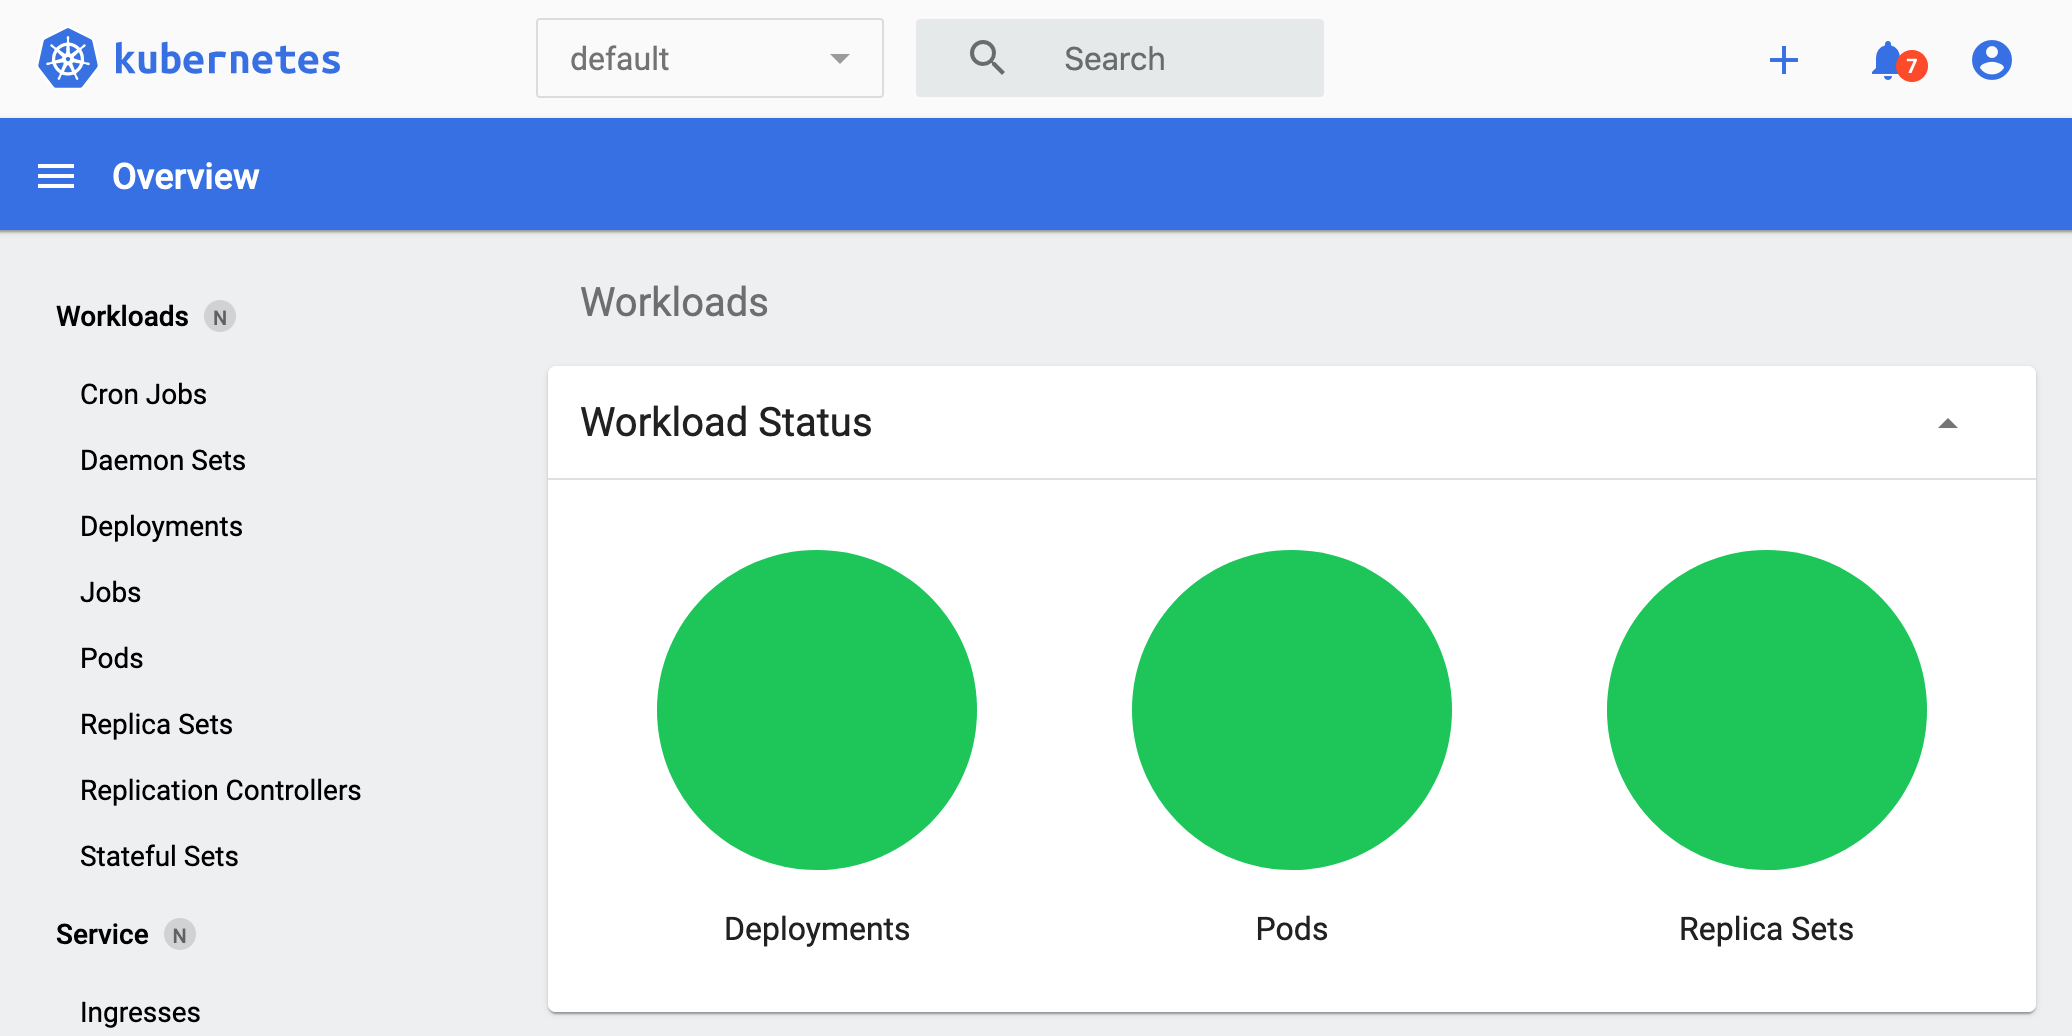 kubernetes
default
Search
7
Overview
Workloads N
Cron Jobs
Daemon Sets
Deployments
Jobs
Pods
Replica Sets
Replication Controllers
Stateful Sets
Service N
Ingresses
Workloads
Workload Status
Deployments
Pods
Replica Sets